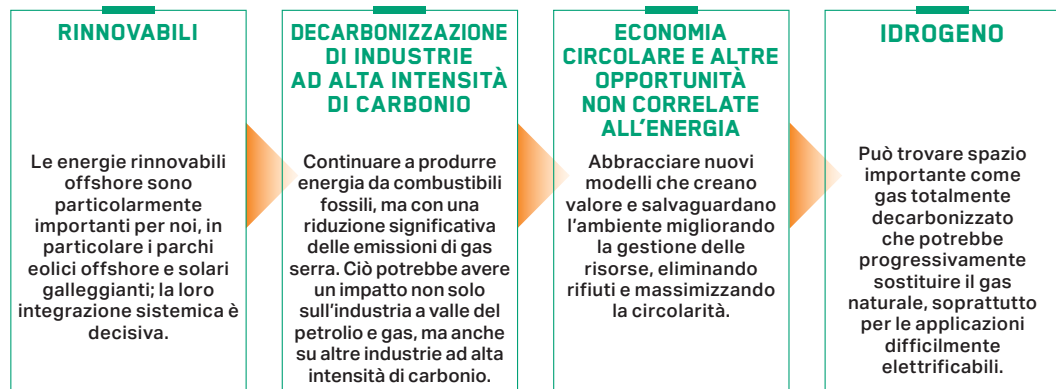 RINNOVABILI
Le energie rinnovabili
offshore sono
particolarmente
importanti per noi, in
particolare i parchi
eolici offshore e solari
galleggianti; la loro
integrazione sistemica è
decisiva.
DECARBONIZZAZIONE
DI INDUSTRIE
AD ALTA INTENSITÀ
DI CARBONIO
Continuare a produrre
energia da combustibili
fossili, ma con una
riduzione significativa
delle emissioni di gas
serra. Ciò potrebbe avere
un impatto non solo
sull’industria a valle del
petrolio e gas, ma anche
su altre industrie ad alta
intensità di carbonio.
ECONOMIA
CIRCOLARE E ALTRE
OPPORTUNITÀ
NON CORRELATE
ALL’ENERGIA
Abbracciare nuovi
modelli che creano
valore e salvaguardano
l’ambiente migliorando
la gestione delle
risorse, eliminando
rifiuti e massimizzando
la circolarità.
IDROGENO
Può trovare spazio
importante come
gas totalmente
decarbonizzato
che potrebbe
progressivamente
sostituire il gas
naturale, soprattutto
per le applicazioni
difficilmente
elettrificabili.